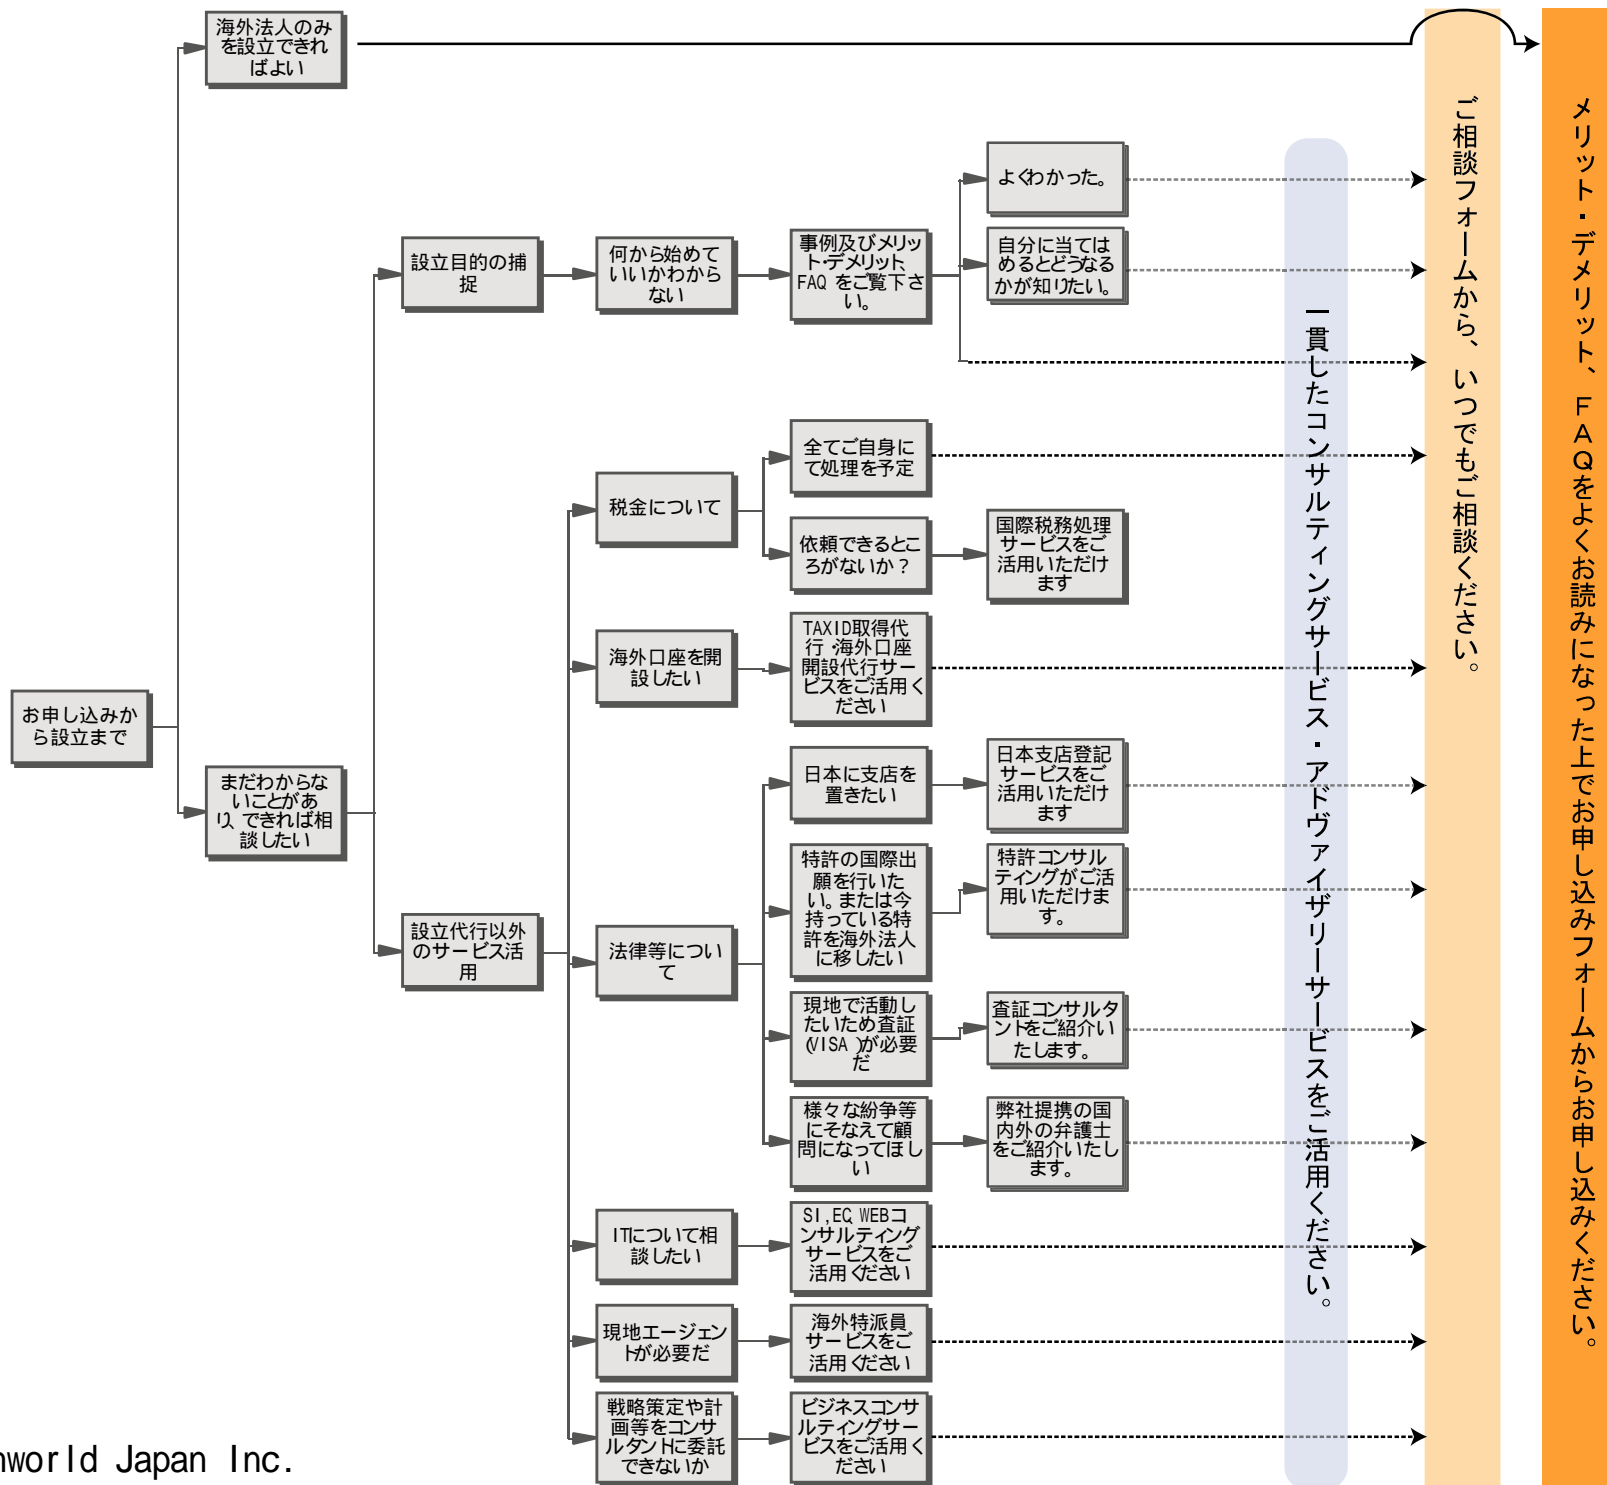 海外法人のみ
を設立できれ
ばよい
よくわかった。
自分に当ては
めるとどうなる
かが知りたい。
設立目的の捕
捉
何から始めて
いいかわから
ない
事例及びメリッ
ト・デメリット、
FAQ をご覧下さ
い。
全てご自身に
て処理を予定
税金について
依頼できるとこ
ろがないか?
国際税務処理
サービスをご
活用いただけ
ます
海外口座を開
設したい
TAXID取得代
行・海外口座
開設代行サー
ビスをご活用く
ださい
お申し込みか
ら設立まで
まだわからな
いことがあ
り、できれば相
談したい
日本に支店を
置きたい
日本支店登記
サービスをご
活用いただけ
ます
特許の国際出
願を行いた
い。または今
持っている特
許を海外法人
に移したい
特許コンサル
ティングがご活
用いただけま
す。
設立代行以外
のサービス活
用
法律等につい
て
現地で活動し
たいため査証
(VISA )が必要
だ
査証コンサルタ
ントをご紹介い
たします。
様々な紛争等
にそなえて顧
問になってほし
い
弊社提携の国
内外の弁護士
をご紹介いたし
ます。
ITについて相
談したい
SI,EC,WEBコ
ンサルティング
サービスをご
活用ください
現地エージェン
トが必要だ
海外特派員
サービスをご
活用ください
戦略策定や計
画等をコンサ
ルタントに委託
できないか
ビジネスコンサ
ルティングサー
ビスをご活用く
ださい
一貫したコンサルティングサービス・アドヴァイザリーサービスをご活用ください。
ご相談フォームから、いつでもご相談ください。
メリット・デメリット、FAQをよくお読みになった上でお申し込みフォームからお申し込みください。
nworld Japan Inc.